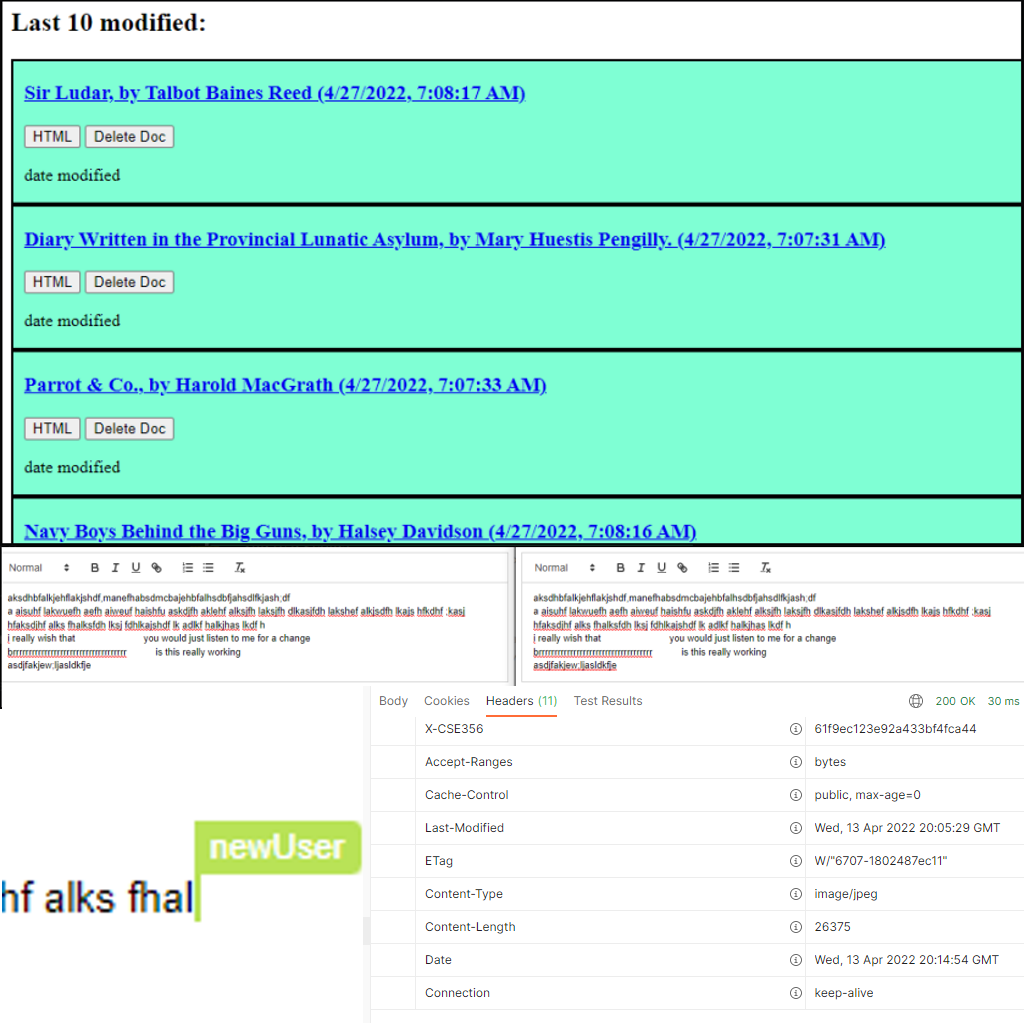 Last 10 modified:
Sir Ludar, by Talbot Baines Reed (4/27/2022, 7:08:17 AM)
HTML Delete Doc
date modified
Diary Written in the Provincial Lunatic Asylum, by Mary Huestis Pengilly. (4/27/2022, 7:07:31 AM)
HTML Delete Doc
date modified
Parrot & Co., by Harold MacGrath (4/27/2022, 7:07:33 AM)
HTML Delete Doc
date modified
Navy Boys Behind the Big Guns, by Halsey Davidson (4/27/2022, 7:08:16 AM)
Normal B I U
aksdhbfalkjehflakjshdf,manefhabsdmcbajehbfalhsdbfjahsdlfkjash;df
a aisuhf lakwuefh aefh aiweuf haishfu askdjfh aklehf alksjfh laksjfh dlkasjfdh lakshef alkjsdfh lkajs hfkdhf ;kasj
hfaksdjhf alks fhalksfdh lksj fdhlkajshdf lk adlkf halkjhas lkdf h
i really wish that you would just listen to me for a change
is this really working
asdjfakjew;ljasldkfje
Normal B I U
aksdhbfalkjehflakjshdf,manefhabsdmcbajehbfalhsdbfjahsdlfkjash;df
a aisuhf lakwuefh aefh aiweuf haishfu askdjfh aklehf alksjfh laksjfh dlkasjfdh lakshef alkjsdfh lkajs hfkdhf ;kasj
hfaksdjhf alks fhalksfdh lksj fdhlkajshdf lk adlkf halkjhas lkdf h
i really wish that you would just listen to me for a change
is this really working
asdjfakjew;ljasldkfje
newUser
hf alks fhal
Body Cookies Headers (11) Test Results 200 OK 30 ms
X-CSE356 61f9ec123e92a433bf4fca44
Accept-Ranges bytes
Cache-Control public, max-age=0
Last-Modified Wed, 13 Apr 2022 20:05:29 GMT
ETag W/"6707-1802487ec11"
Content-Type image/jpeg
Content-Length 26375
Date Wed, 13 Apr 2022 20:14:54 GMT
Connection keep-alive